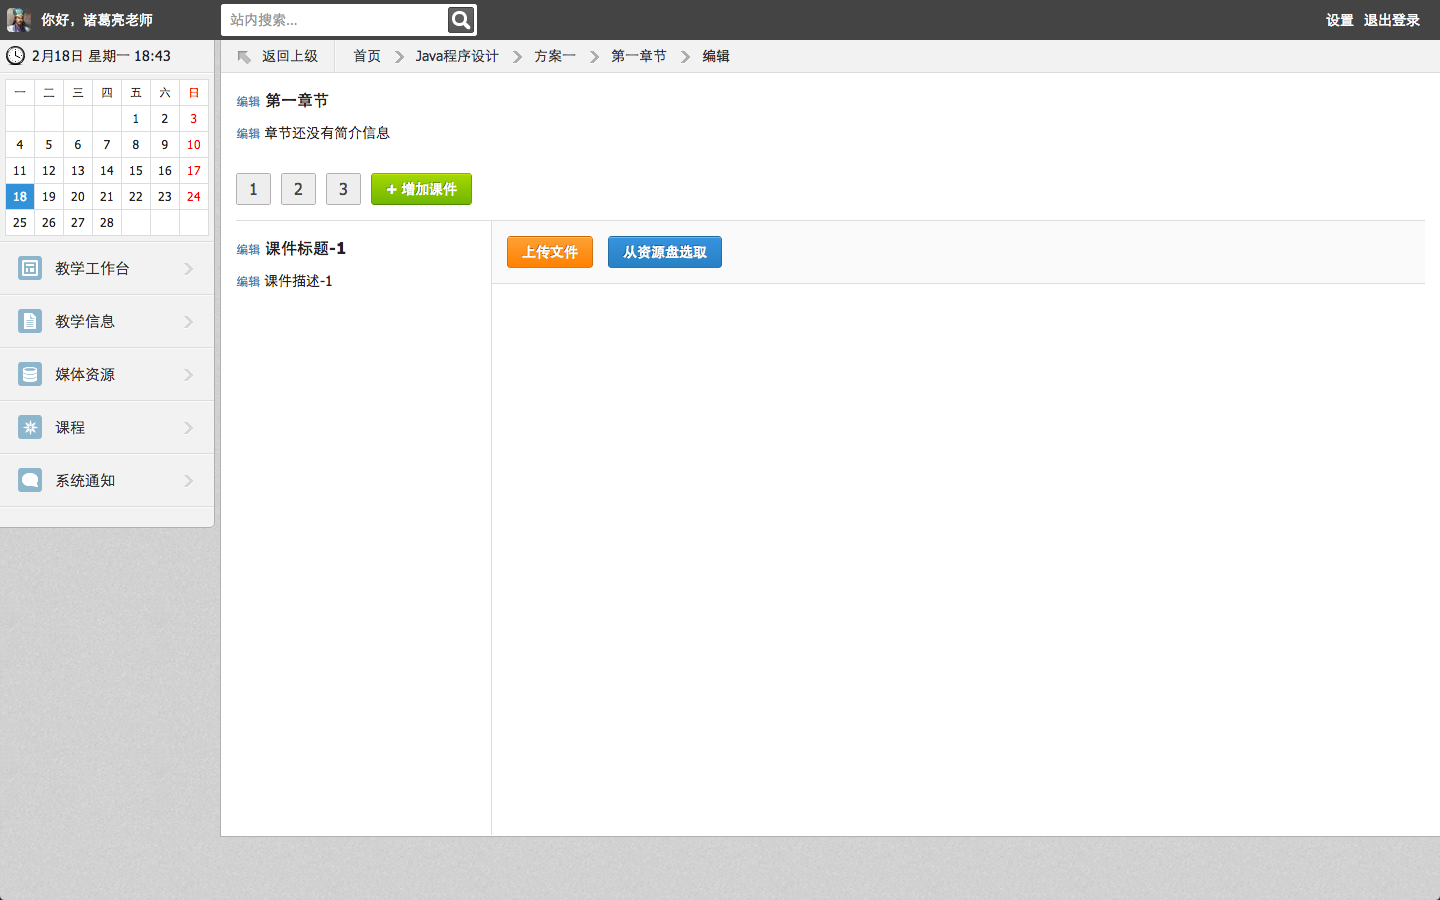 你好，诸葛亮老师
站内搜索...
设置 退出登录
2月18日 星期一 18:43
返回上级 首页 Java程序设计 方案一 第一章节 编辑
一 二 三 四 五 六 日
1 2 3
4 5 6 7 8 9 10
11 12 13 14 15 16 17
18 19 20 21 22 23 24
25 26 27 28
教学工作台
教学信息
媒体资源
课程
系统通知
编辑 第一章节
编辑 章节还没有简介信息
1 2 3 + 增加课件
编辑 课件标题-1
编辑 课件描述-1
上传文件 从资源盘选取